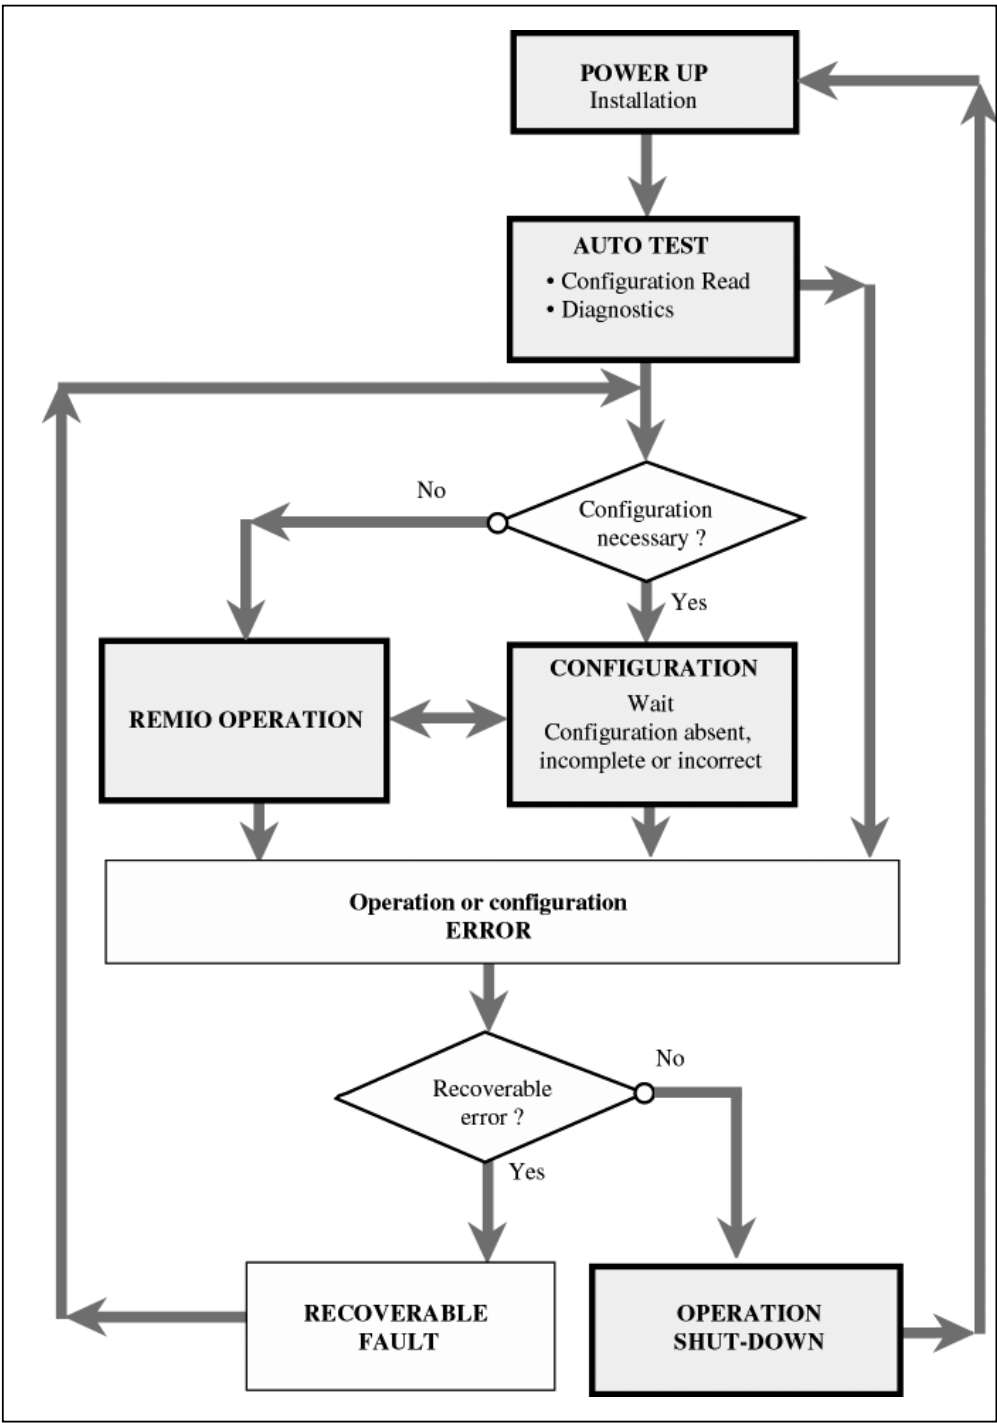 POWER UP
Installation
AUTO TEST
• Configuration Read
• Diagnostics
No
Configuration
necessary ?
Yes
REMIO OPERATION
CONFIGURATION
Wait
Configuration absent,
incomplete or incorrect
Operation or configuration
ERROR
Recoverable
error ?
No
Yes
RECOVERABLE
FAULT
OPERATION
SHUT-DOWN